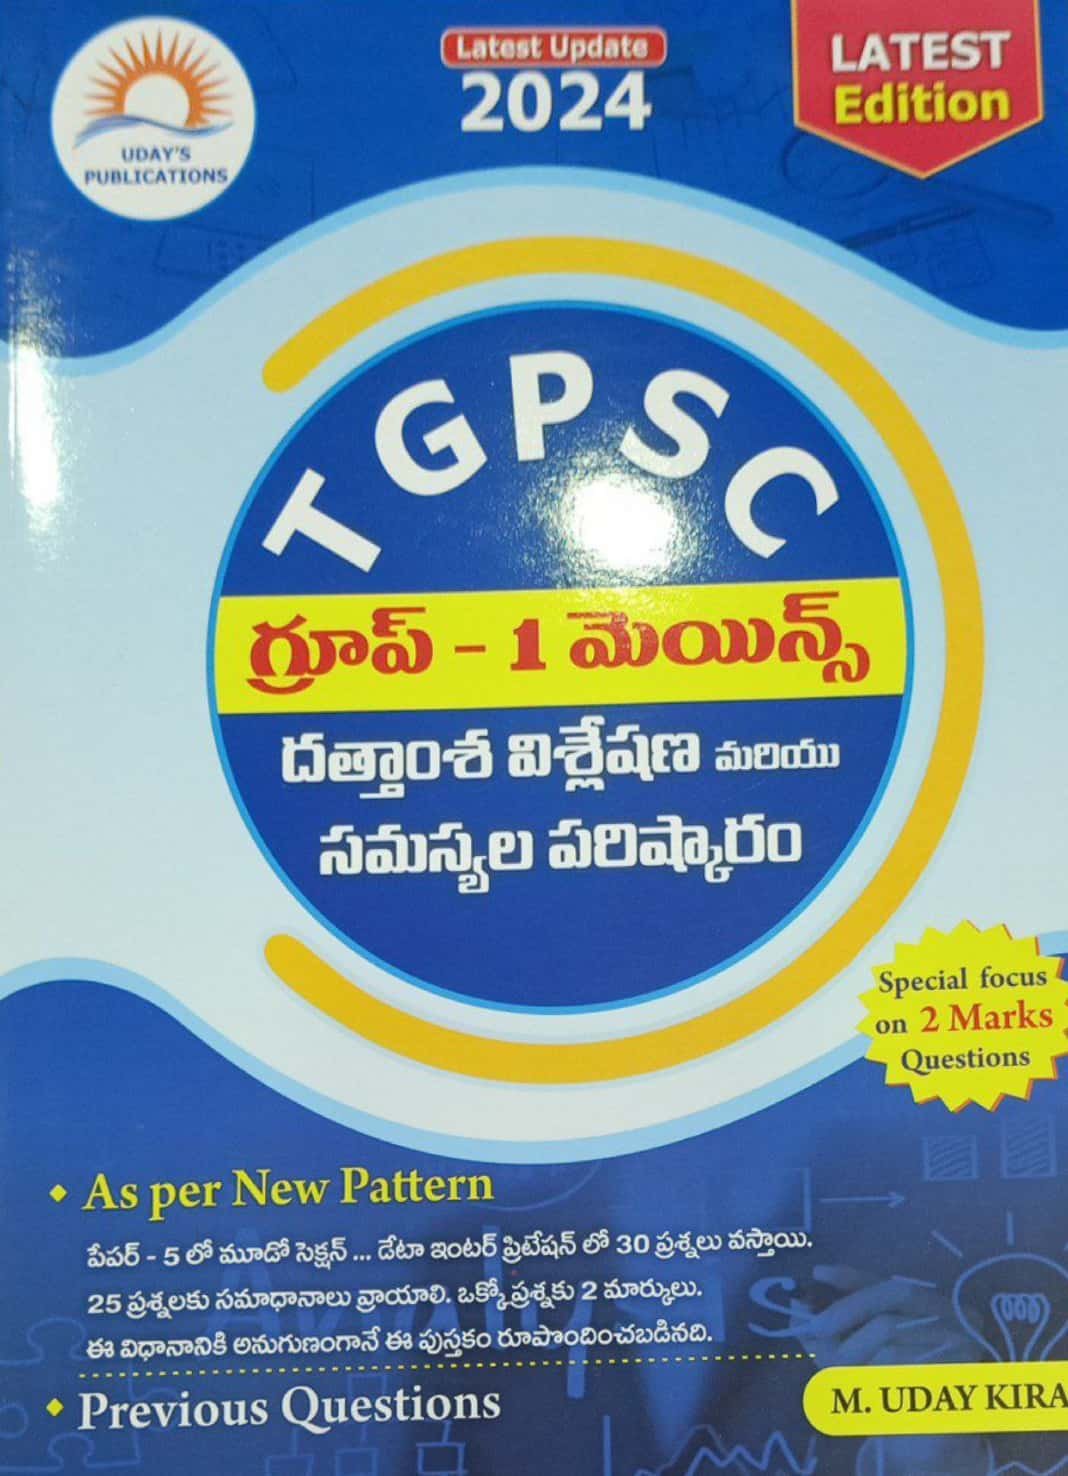 UDAY'S
PUBLICATIONS
Latest Update
2024
LATEST
Edition
TGPSC
గ్రూప్ - 1 మెయిన్స్
దత్తాంశ విశ్లేషణ మరియు
సమస్యల పరిష్కారం
Special focus
on 2 Marks
Questions
As per New Pattern
పేపర్ - 5 లో మూడో సెక్షన్ ... డేటా ఇంటర్ ప్రిటేషన్ లో 30 ప్రశ్నలు వస్తాయి.
25 ప్రశ్నలకు సమాధానాలు వ్రాయాలి. ఒక్కో ప్రశ్నకు 2 మార్కులు.
ఈ విధానానికి అనుగుణంగానే ఈ పుస్తకం రూపొందించబడినది.
Previous Questions
M. UDAY KIRA